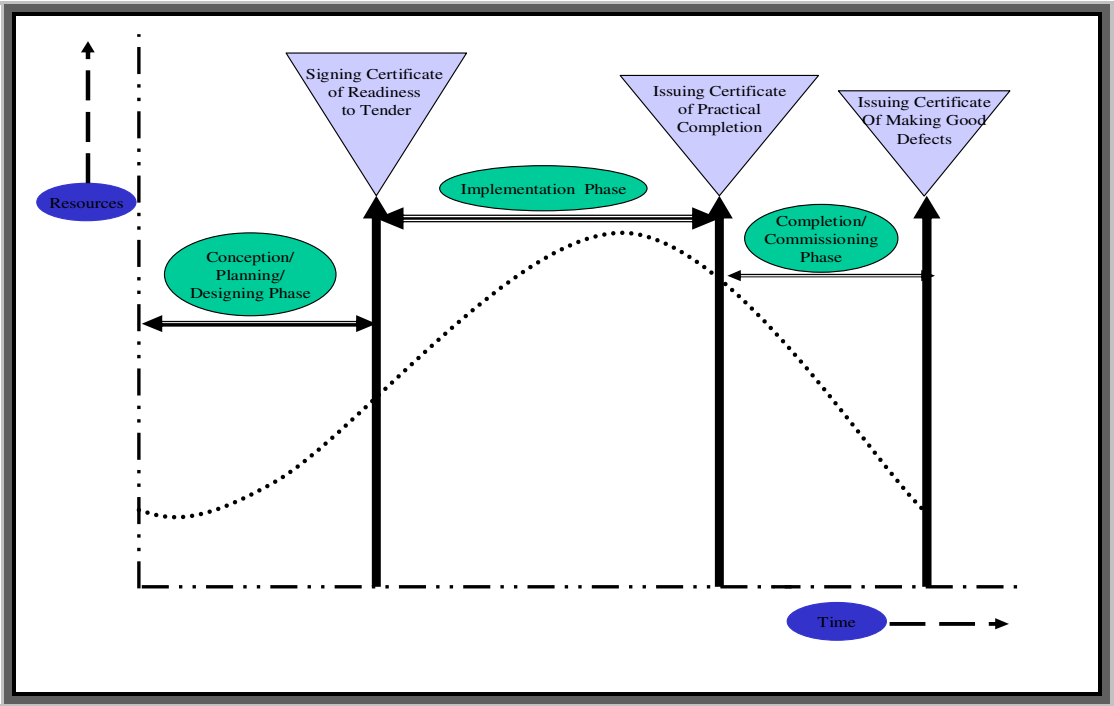 Signing Certificate
of Readiness
to Tender
Issuing Certificate
of Practical
Completion
Issuing Certificate
Of Making Good
Defects
Implementation Phase
Resources
Completion/
Commissioning
Phase
Conception/
Planning/
Designing Phase
Time